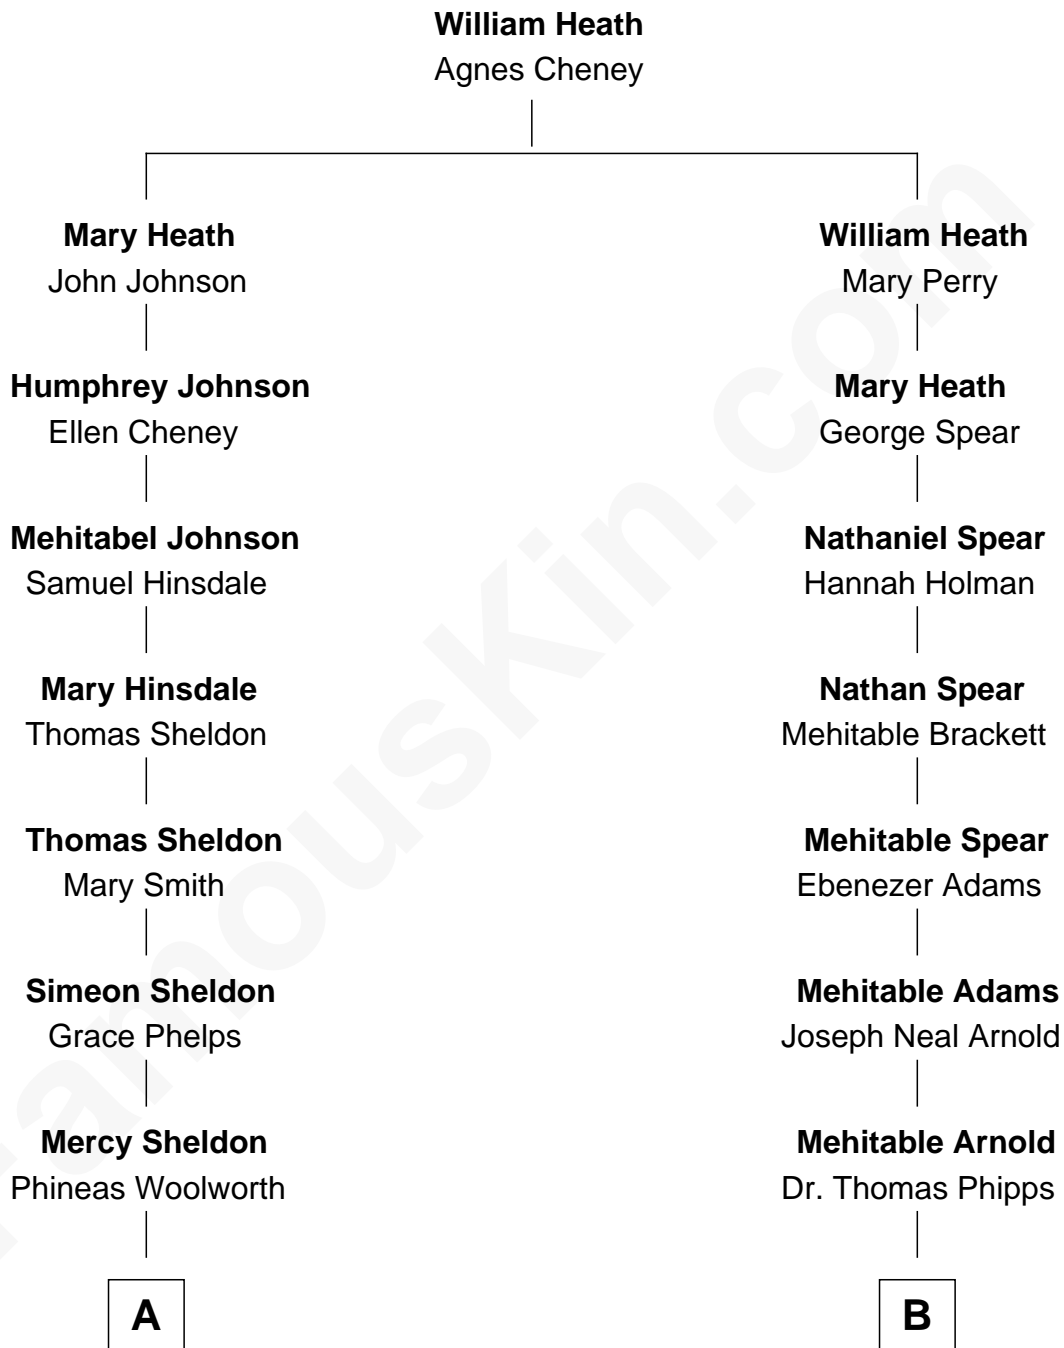 William Heath
Agnes Cheney
Mary Heath
John Johnson
Humphrey Johnson
Ellen Cheney
Mehitabel Johnson
Samuel Hinsdale
Mary Hinsdale
Thomas Sheldon
Thomas Sheldon
Mary Smith
Simeon Sheldon
Grace Phelps
Mercy Sheldon
Phineas Woolworth
A
William Heath
Mary Perry
Mary Heath
George Spear
Nathaniel Spear
Hannah Holman
Nathan Spear
Mehitable Brackett
Mehitable Spear
Ebenezer Adams
Mehitable Adams
Joseph Neal Arnold
Mehitable Arnold
Dr. Thomas Phipps
B
FamousKin.com